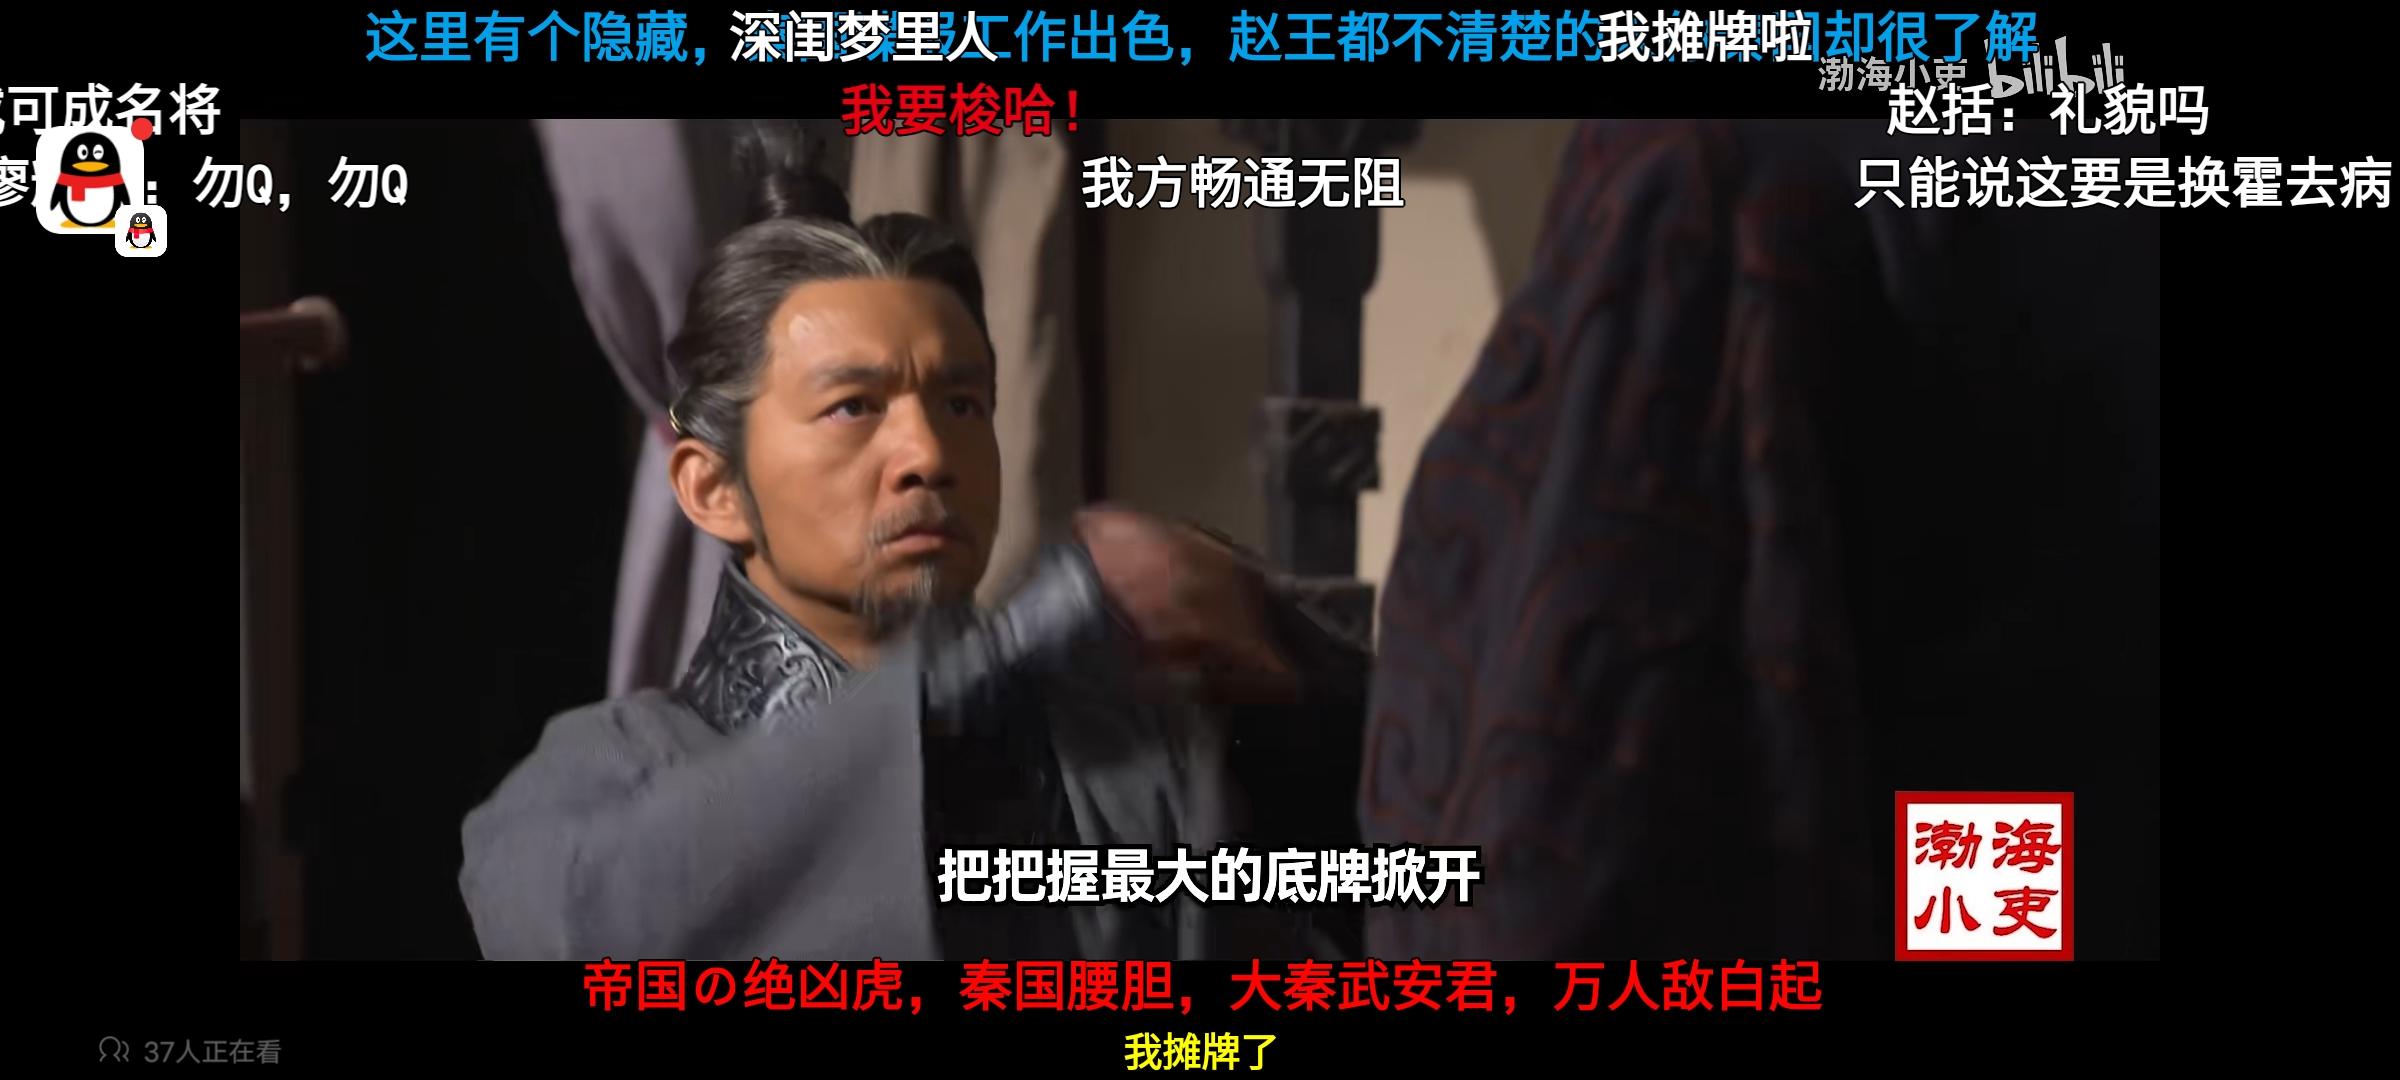 这里有个隐藏，
工作出色，赵王都不清楚的
却很了解
深闺梦里人
我摊牌啦
渤海小吏 bilibili
可成名将
我要梭哈！
赵括：礼貌吗
：勿Q，勿Q
我方畅通无阻
只能说这要是换霍去病
把把握最大的底牌掀开
渤海
小吏
帝国の绝凶虎，秦国腰胆，大秦武安君，万人敌白起
37人正在看
我摊牌了